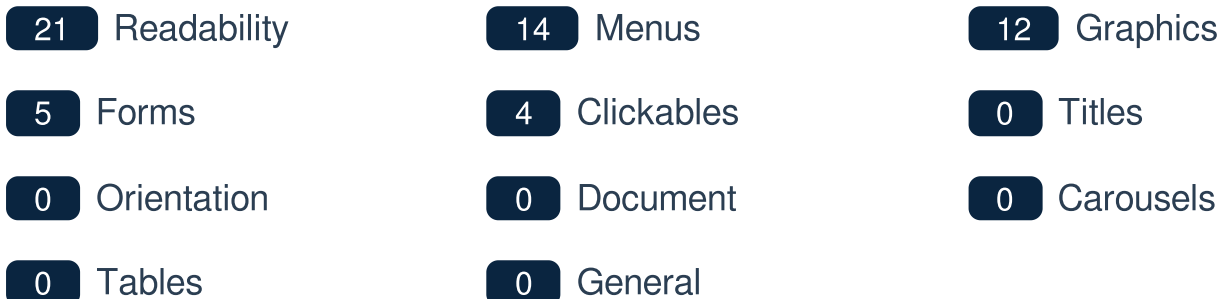 21 Readability 14 Menus 12 Graphics
5 Forms 4 Clickables 0 Titles
0 Orientation 0 Document 0 Carousels
0 Tables 0 General